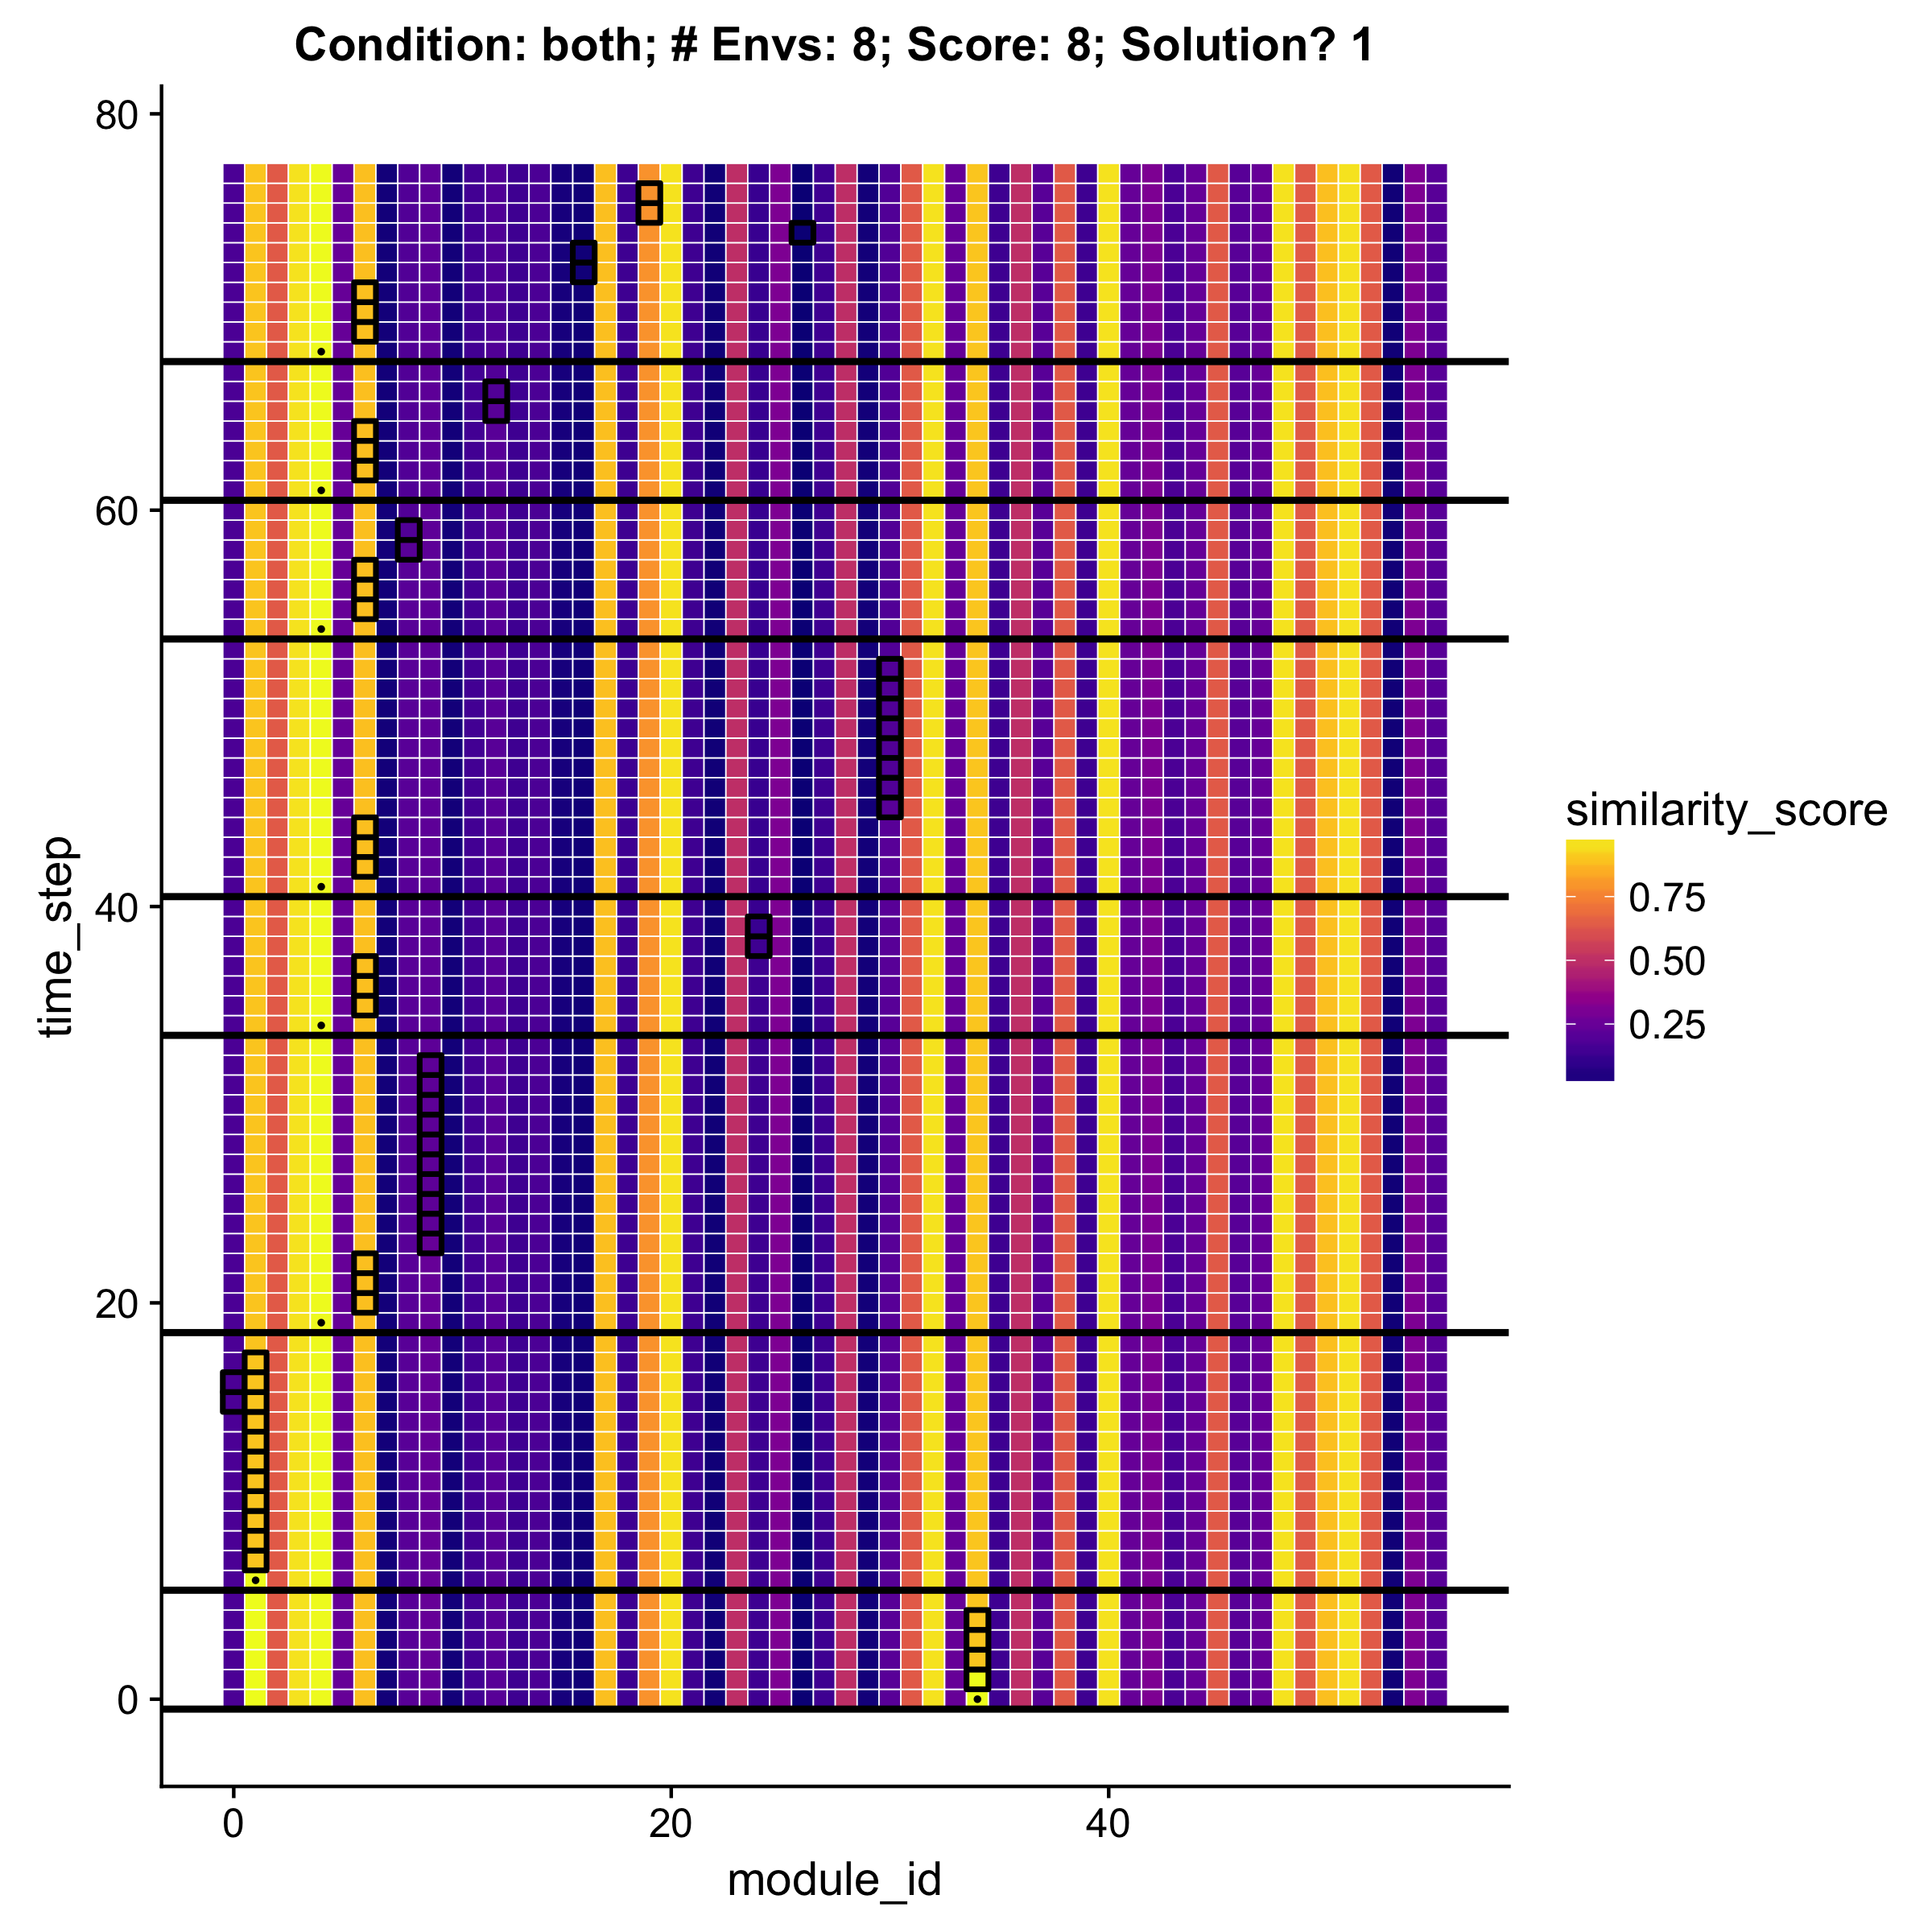 Condition: both; # Envs: 8; Score: 8; Solution? 1
80
60
40
20
0
time_step
0
20
40
module_id
similarity_score
0.75
0.50
0.25